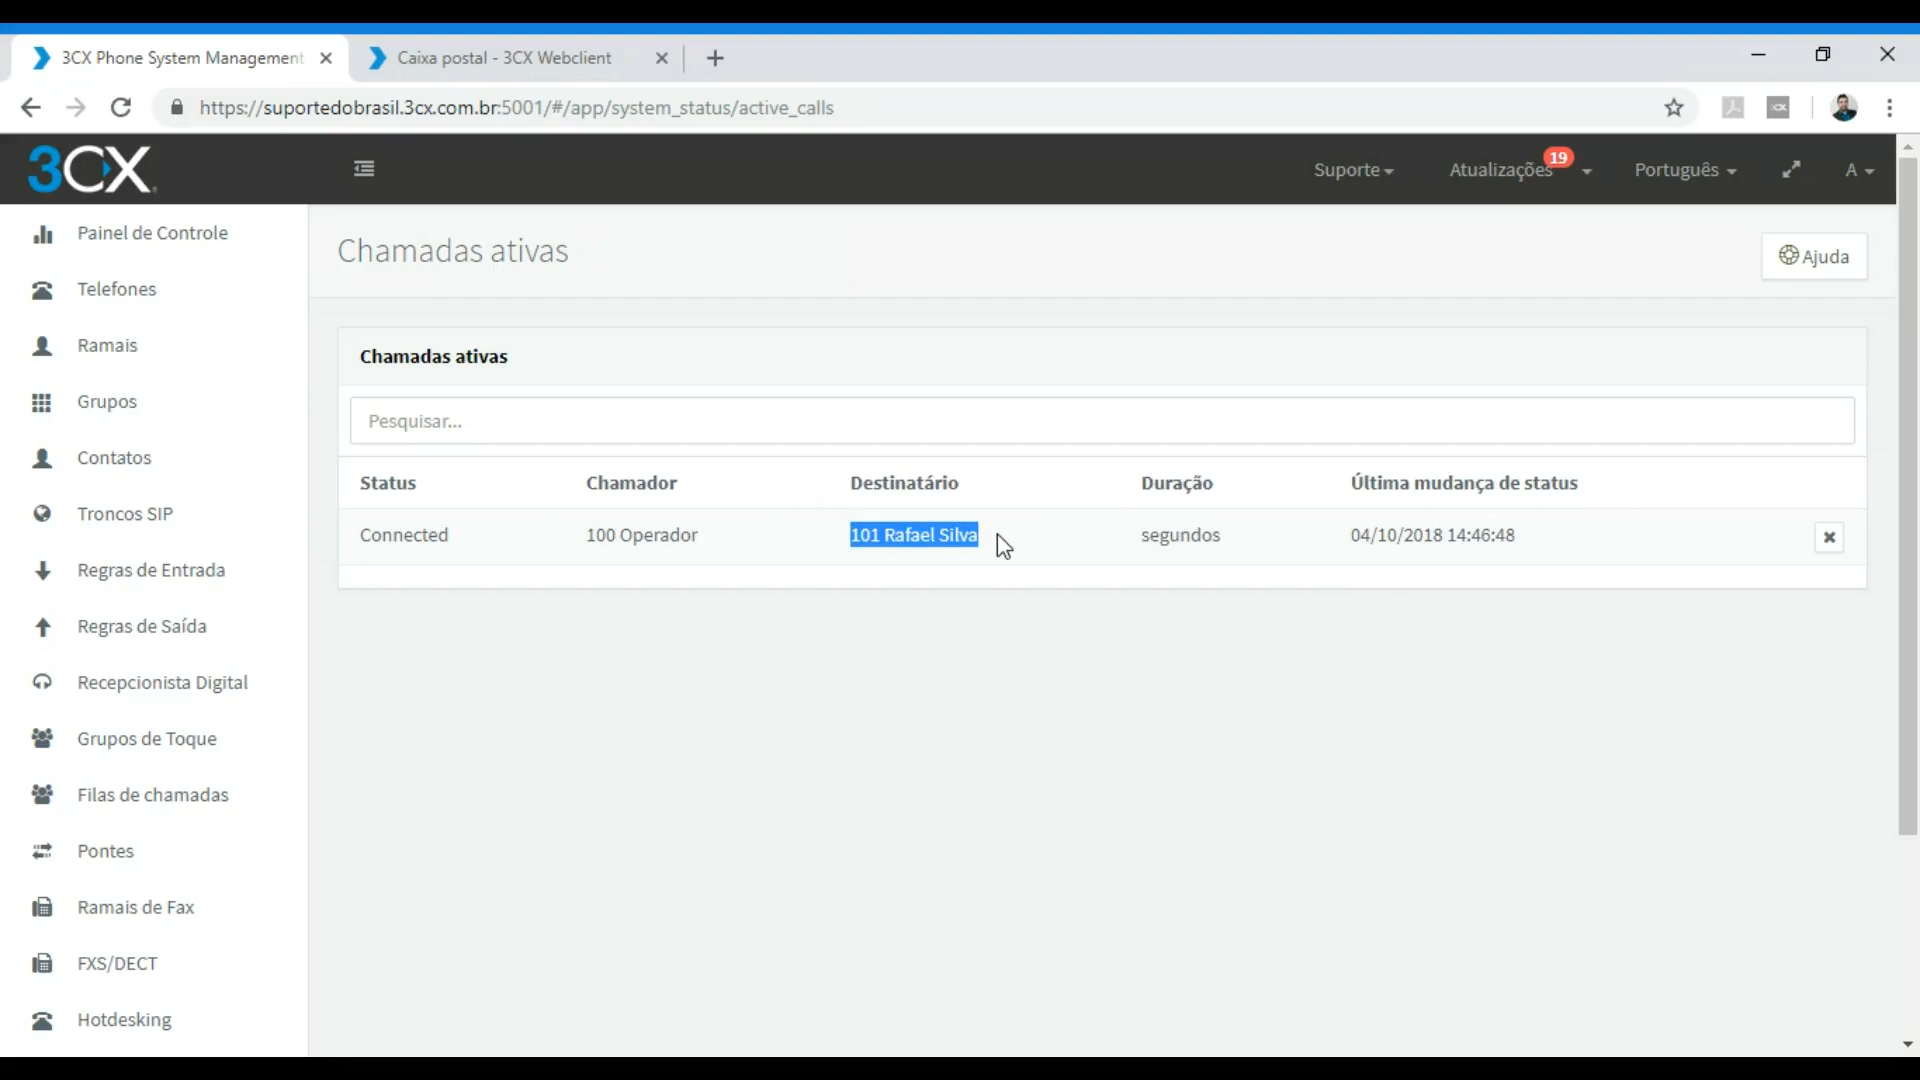 3CX Phone System Management
Caixa postal - 3CX Webclient
https://suportedobrasil.3cx.com.br:5001/#/app/system_status/active_calls
3CX
Suporte
Atualizações
19
Português
A
Painel de Controle
Telefones
Ramais
Grupos
Contatos
Troncos SIP
Regras de Entrada
Regras de Saída
Recepcionista Digital
Grupos de Toque
Filas de chamadas
Pontes
Ramais de Fax
FXS/DECT
Hotdesking
Chamadas ativas
Ajuda
Chamadas ativas
Pesquisar...
Status Chamador Destinatário Duração Última mudança de status
Connected 100 Operador 101 Rafael Silva segundos 04/10/2018 14:46:48